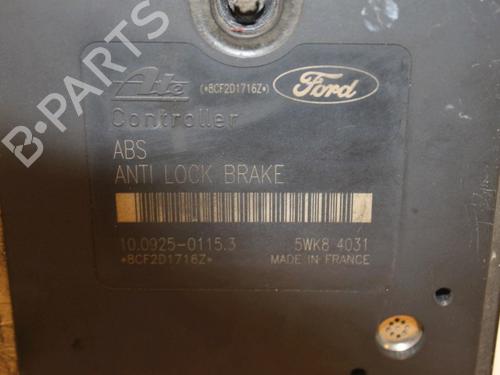 Ate (*8CF2D1716Z*) Ford
Controller
ABS
ANTI LOCK BRAKE
10.0925-0115.3 5WK8 4031
*8CF2D1716Z* MADE IN FRANCE
B-PARTS